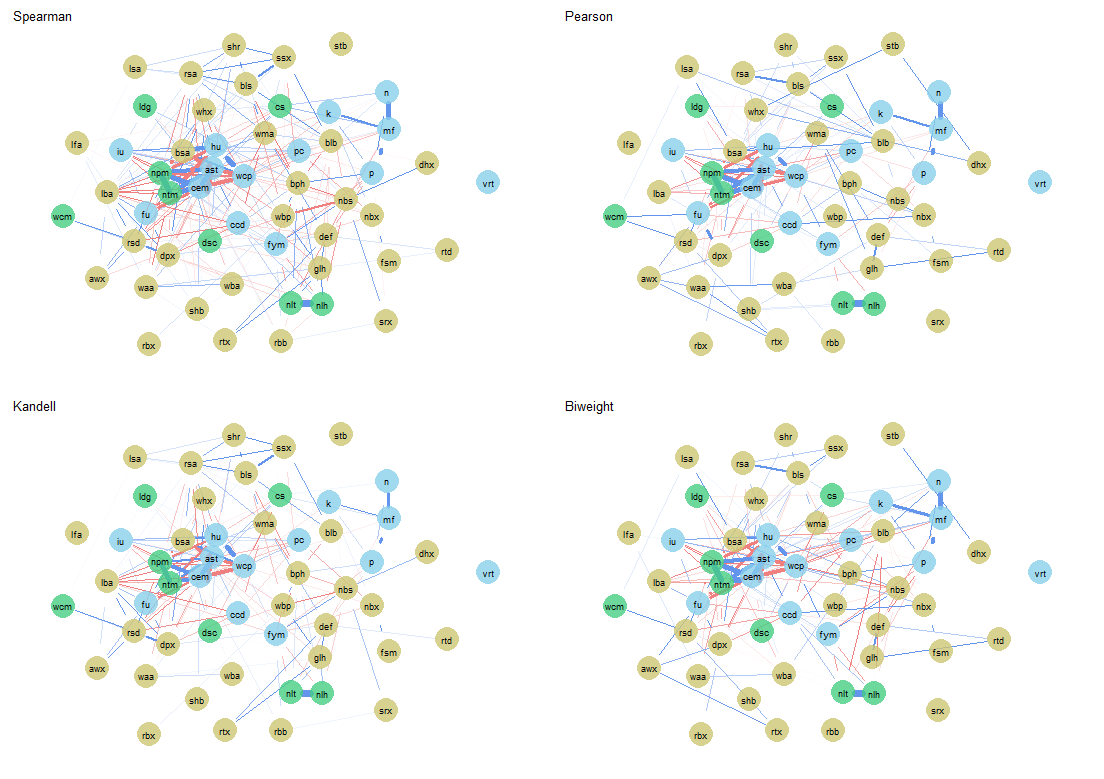 Spearman
Pearson
shr
ssx
stb
lsa
rsa
bls
ldg
whx
cs
k
n
mf
wma
blb
lfa
iu
bsa
hu
pc
dhx
npm
ast
p
vrt
cem
wcp
bph
lba
ntm
nbs
wcm
fu
wbp
nbx
ccd
rsd
dsc
fym
def
rtd
dpx
fsm
glh
awx
waa
wba
nlt
nlh
shb
srx
rbx
rtx
rbb
shr
ssx
stb
lsa
rsa
bls
ldg
whx
cs
k
n
mf
wma
blb
lfa
iu
bsa
hu
pc
dhx
npm
ast
p
vrt
cem
wcp
bph
lba
ntm
nbs
wcm
fu
wbp
nbx
ccd
rsd
dsc
fym
def
rtd
dpx
fsm
glh
awx
waa
wba
nlt
nlh
shb
srx
rbx
rtx
rbb
Kandell
Biweight
shr
ssx
stb
lsa
rsa
bls
ldg
whx
cs
k
n
mf
wma
blb
lfa
iu
bsa
hu
pc
dhx
npm
ast
p
vrt
cem
wcp
bph
lba
ntm
nbs
wcm
fu
wbp
nbx
ccd
rsd
dsc
fym
def
rtd
dpx
fsm
glh
awx
waa
wba
nlt
nlh
shb
srx
rbx
rtx
rbb
shr
ssx
stb
lsa
rsa
bls
ldg
whx
cs
k
n
mf
wma
blb
lfa
iu
bsa
hu
pc
dhx
npm
ast
p
vrt
cem
wcp
bph
lba
ntm
nbs
wcm
fu
wbp
nbx
ccd
rsd
dsc
fym
def
rtd
dpx
fsm
glh
awx
waa
wba
nlt
nlh
shb
srx
rbx
rtx
rbb